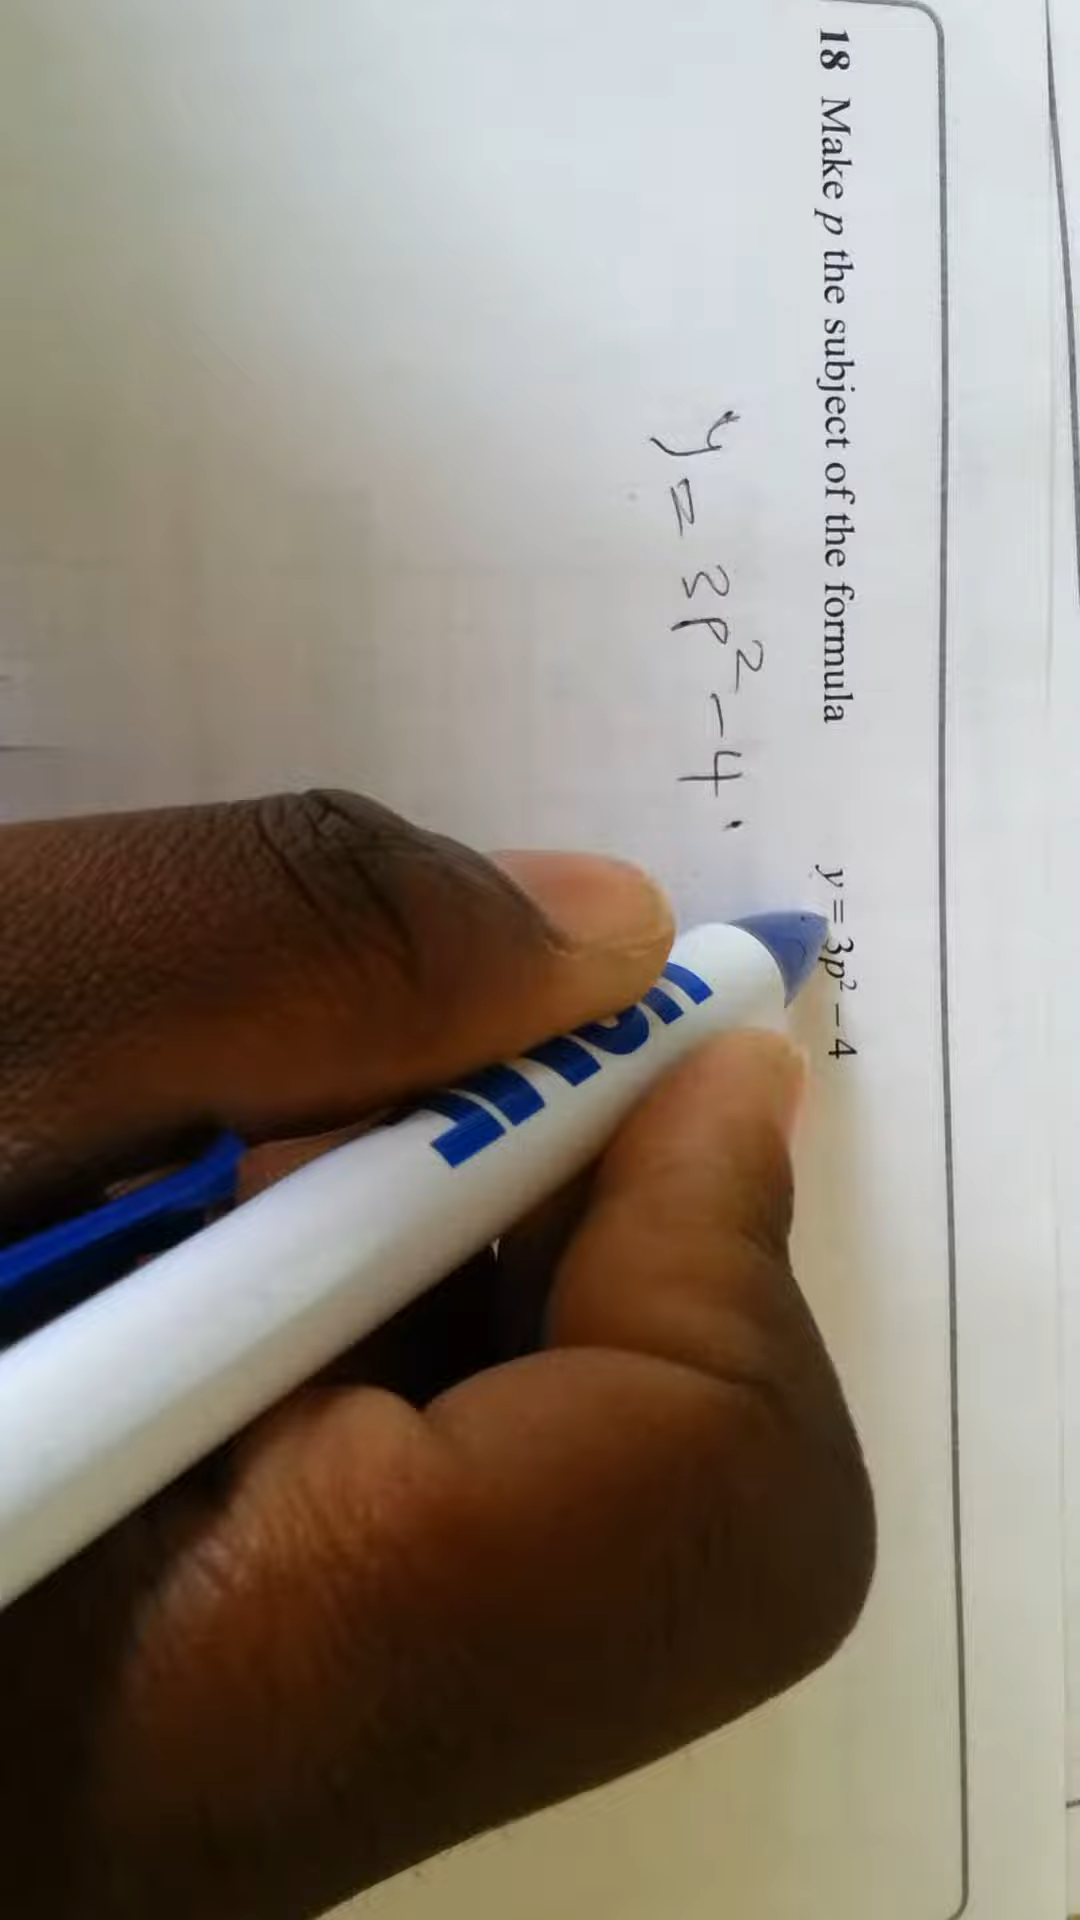 18 Make p the subject of the formula y = 3p² – 4
y = 3p² – 4